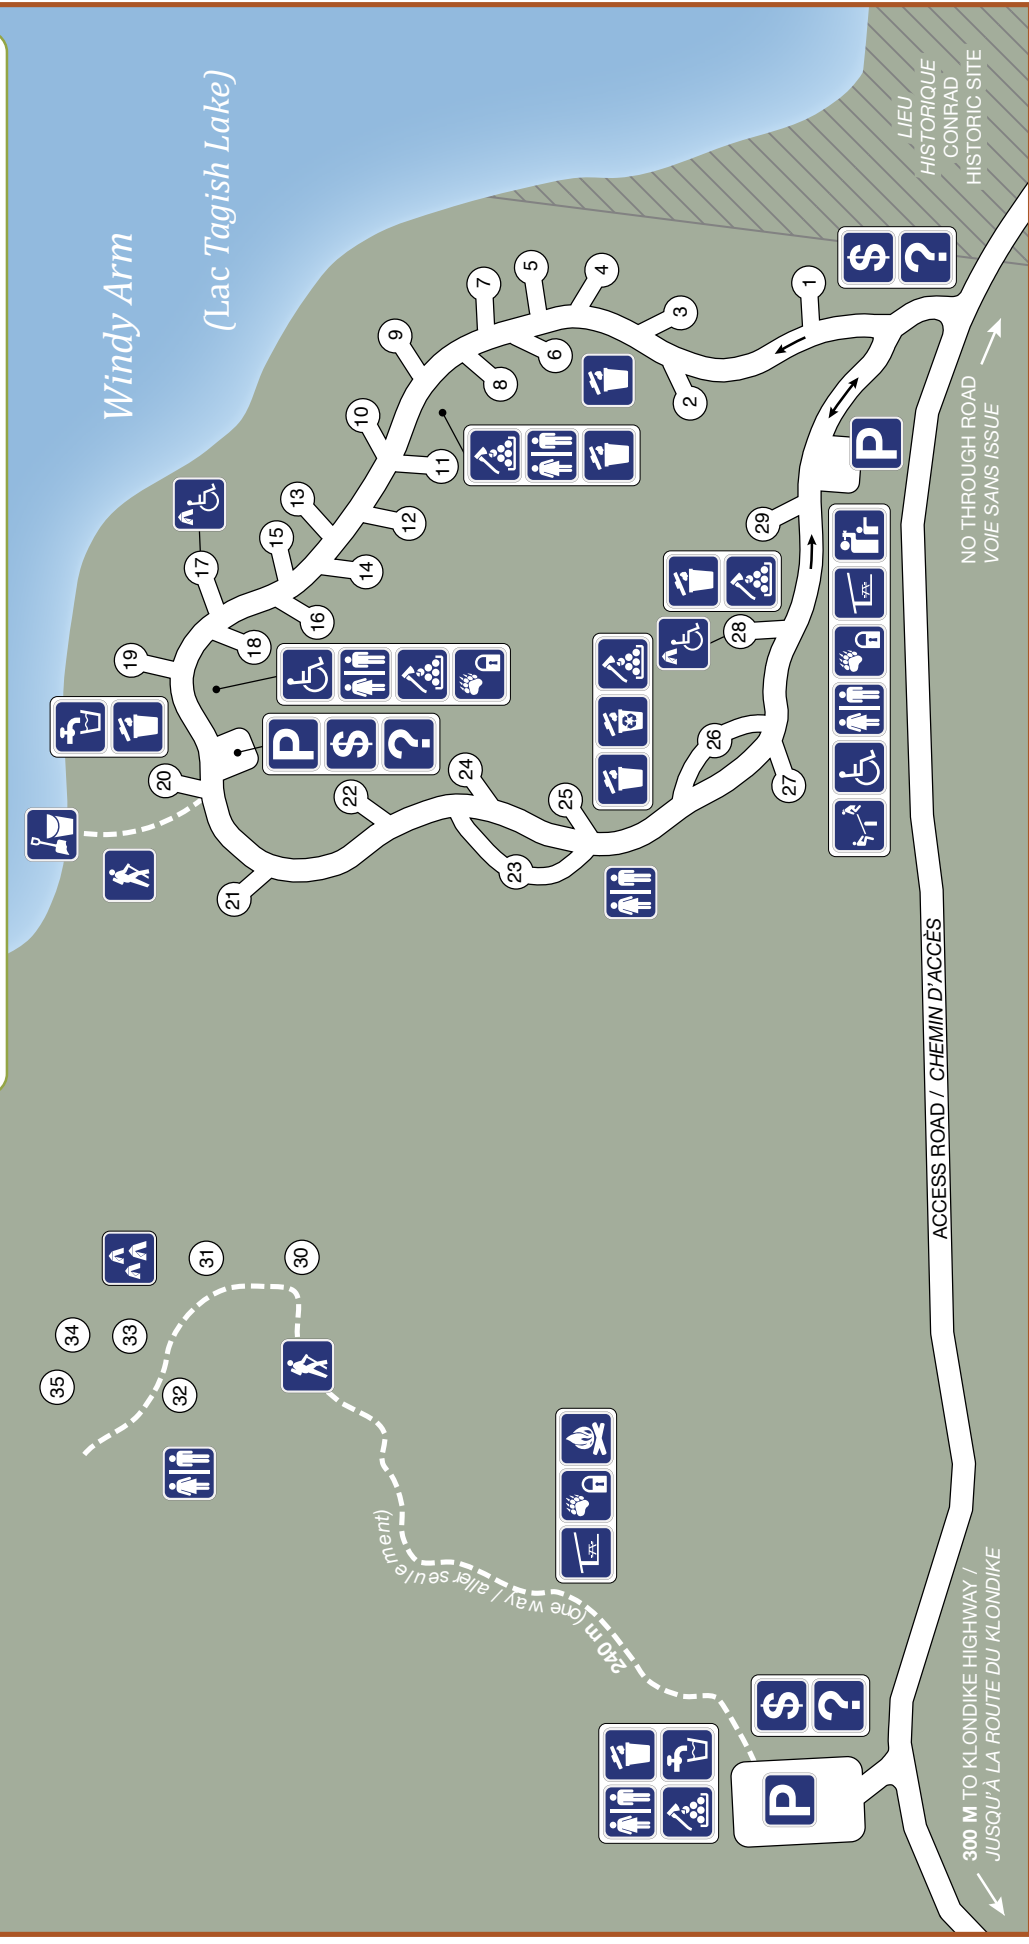 Windy Arm
(Lac Tagish Lake)
LIEU
HISTORIQUE
CONRAD
HISTORIC SITE
35
34
33
32
31
30
240 m (one way / aller seulement)
P
$
?
21
20
19
18
17
16
15
14
13
12
11
10
9
8
7
6
5
4
3
2
1
P
$
?
22
24
23
25
26
27
28
29
P
$
?
ACCESS ROAD / CHEMIN D'ACCÈS
300 M TO KLONDIKE HIGHWAY /
JUSQU'À LA ROUTE DU KLONDIKE
NO THROUGH ROAD
VOIE SANS ISSUE